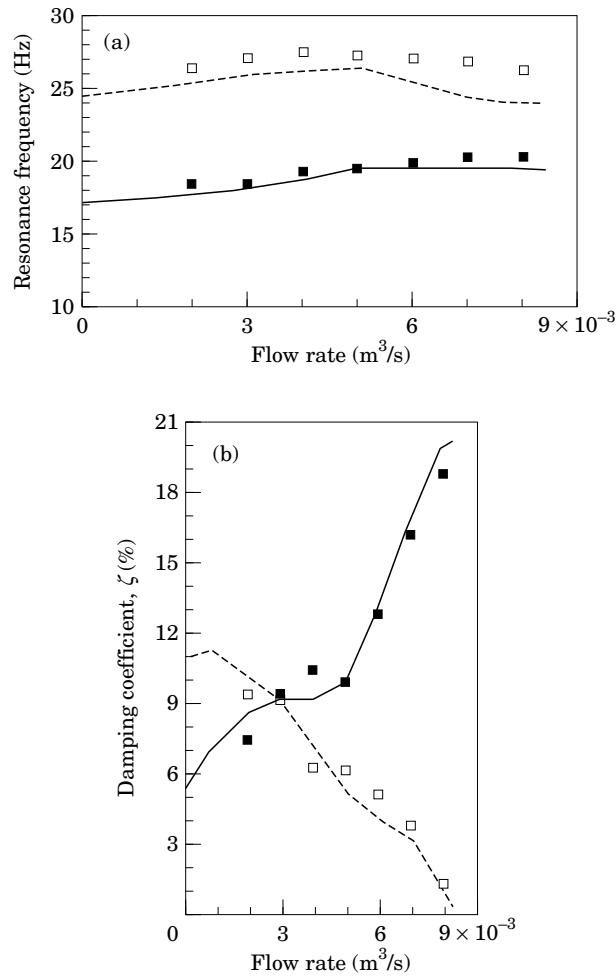 (a)
Resonance frequency (Hz)
30
25
20
15
10
0
3
6
9 × 10⁻³
Flow rate (m³/s)
(b)
Damping coefficient, ζ (%)
21
18
15
12
9
6
3
0
3
6
9 × 10⁻³
Flow rate (m³/s)